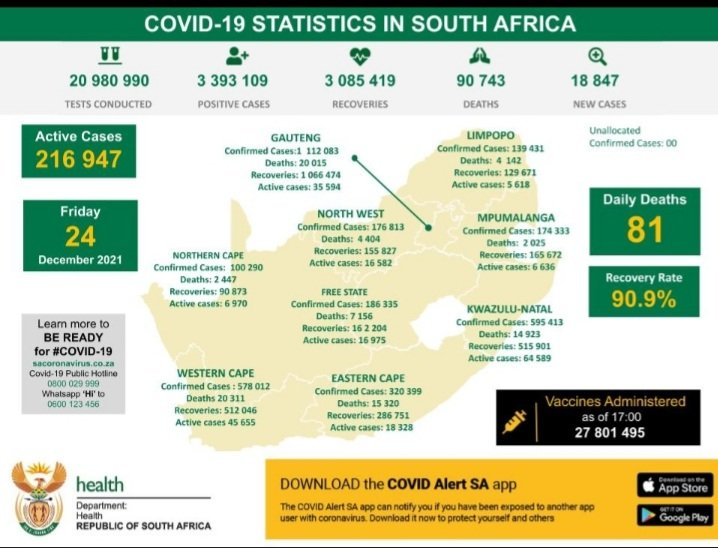 COVID-19 STATISTICS IN SOUTH AFRICA
20 980 990
TESTS CONDUCTED
3 393 109
POSITIVE CASES
3 085 419
RECOVERIES
90 743
DEATHS
18 847
NEW CASES
Active Cases
216 947
Friday
24
December 2021
Learn more to
BE READY
for #COVID-19
sacoronavirus.co.za
Covid-19 Public Hotline
0800 029 999
Whatsapp 'Hi' to
0600 123 456
GAUTENG
Confirmed Cases:1 112 083
Deaths: 20 015
Recoveries: 1 066 474
Active cases: 35 594
LIMPOPO
Confirmed Cases: 139 431
Deaths: 4 142
Recoveries: 129 671
Active cases: 5 618
Unallocated
Confirmed Cases: 00
NORTH WEST
Confirmed Cases: 176 813
Deaths: 4 404
Recoveries: 155 827
Active cases: 16 582
MPUMALANGA
Confirmed Cases: 174 333
Deaths: 2 025
Recoveries: 165 672
Active cases: 6 636
Daily Deaths
81
Recovery Rate
90.9%
NORTHERN CAPE
Confirmed Cases: 100 290
Deaths: 2 447
Recoveries: 90 873
Active cases: 6 970
FREE STATE
Confirmed Cases: 186 335
Deaths: 7 156
Recoveries: 16 2 204
Active cases: 16 975
KWAZULU-NATAL
Confirmed Cases: 595 413
Deaths: 14 923
Recoveries: 515 901
Active cases: 64 589
WESTERN CAPE
Confirmed Cases : 578 012
Deaths 20 311
Recoveries: 512 046
Active cases 45 655
EASTERN CAPE
Confirmed Cases: 320 399
Deaths: 15 320
Recoveries: 286 751
Active cases: 18 328
Vaccines Administered
as of 17:00
27 801 495
health
Department:
Health
REPUBLIC OF SOUTH AFRICA
DOWNLOAD the COVID Alert SA app
The COVID Alert SA app can notify you if you have been exposed to another app
user with coronavirus. Download it now to protect yourself and others
Download on the
App Store
GET IT ON
Google Play